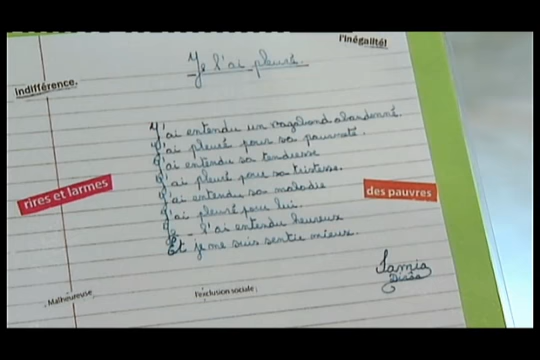 indifférence.
l'inégalité!
Je l'ai pleuré.
J'ai entendu un vagabond abandonné.
J'ai pleuré pour sa pauvreté.
J'ai entendu sa tendresse
J'ai pleuré pour sa tristesse.
J'ai entendu sa maladie
J'ai pleuré pour lui.
Je l'ai entendu heureux
Et je me suis sentie mieux.
rires et larmes
des pauvres
Lamia
Malheureuse
l'exclusion sociale